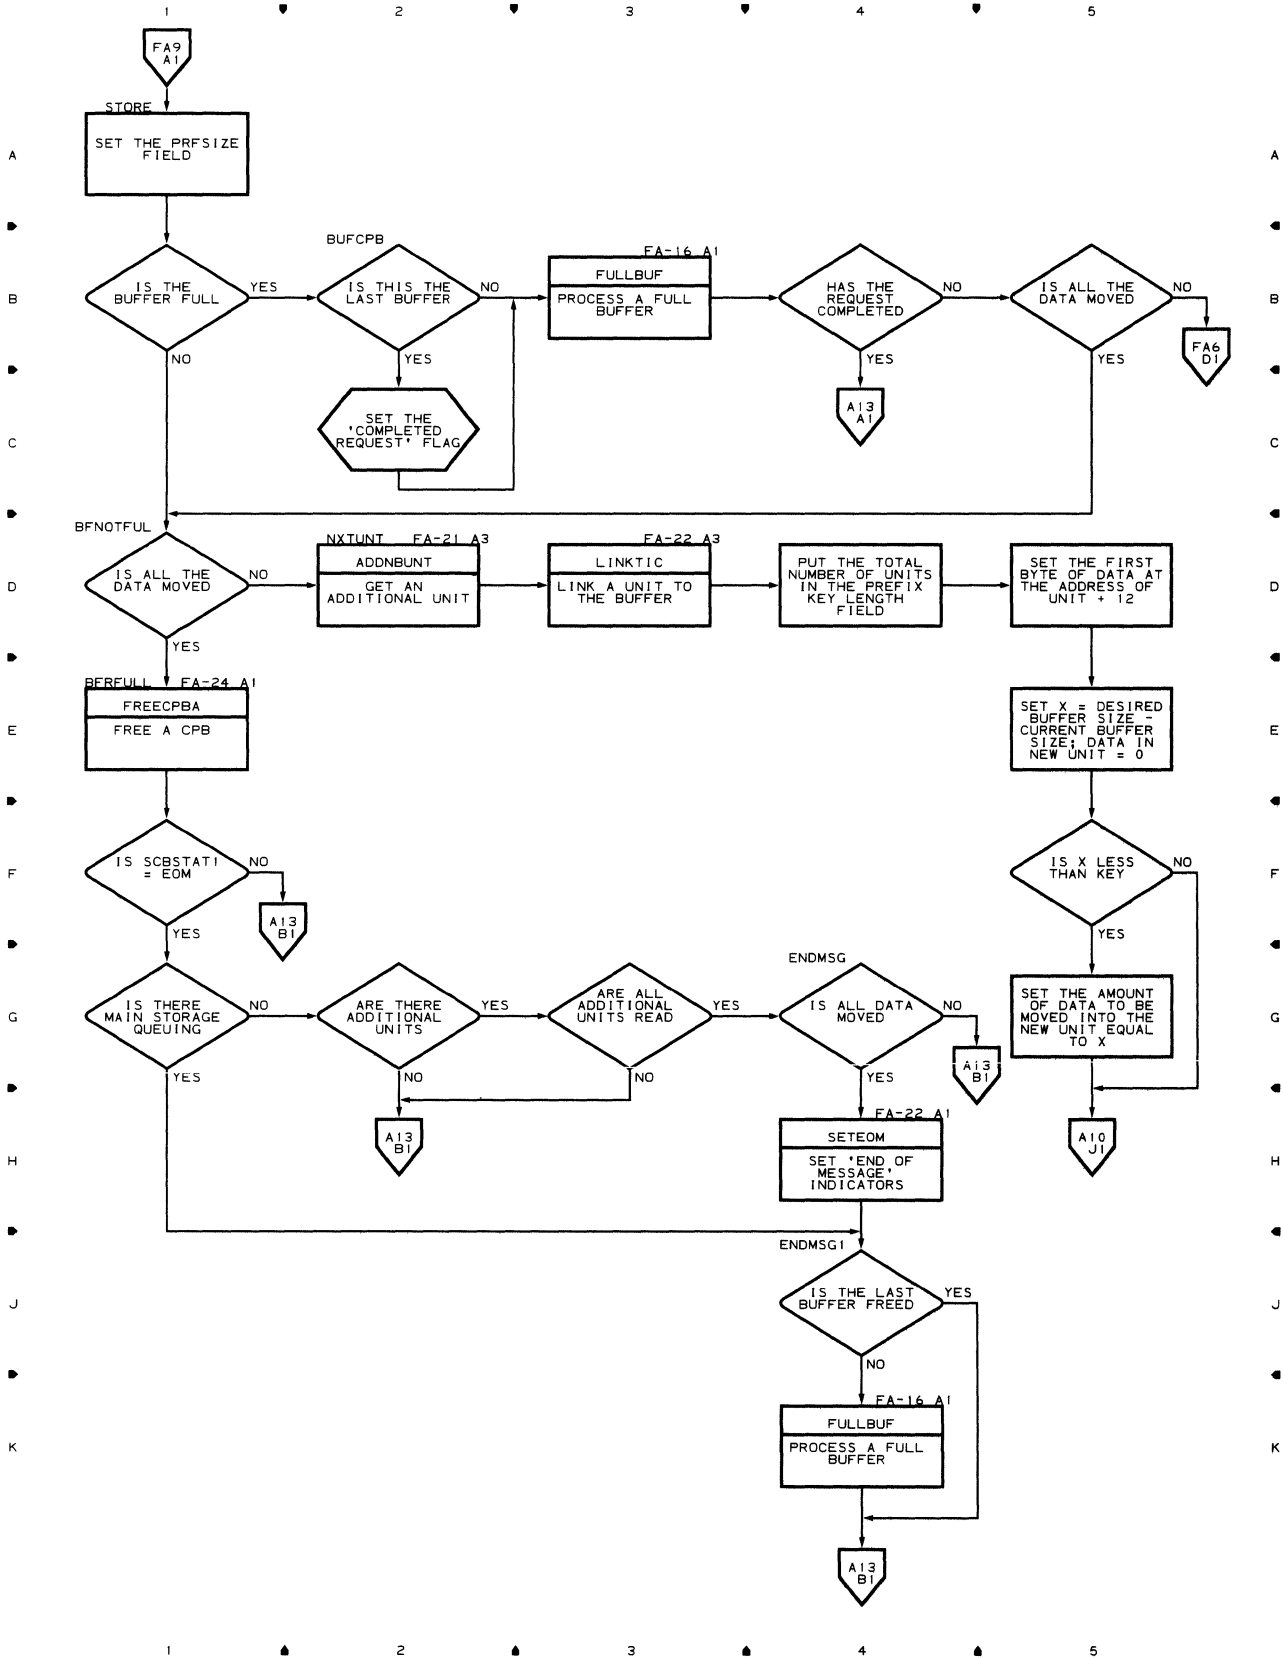 1 2 3 4 5
FA9
A1
STORE
SET THE PRFSIZE
FIELD
A A
BUFCPB
FA-16 A1
IS THE
BUFFER FULL
YES
NO
IS THIS THE
LAST BUFFER
NO
YES
FULLBUF
PROCESS A FULL
BUFFER
HAS THE
REQUEST
COMPLETED
NO
YES
IS ALL THE
DATA MOVED
NO
YES
B B
FA6
D1
SET THE
'COMPLETED
REQUEST' FLAG
A13
A1
C C
BFNOTFUL
IS ALL THE
DATA MOVED
NO
YES
NXTUNT FA-21 A3
ADDNBUNT
GET AN
ADDITIONAL UNIT
FA-22 A3
LINKTIC
LINK A UNIT TO
THE BUFFER
PUT THE TOTAL
NUMBER OF UNITS
IN THE PREFIX
KEY LENGTH
FIELD
SET THE FIRST
BYTE OF DATA AT
THE ADDRESS OF
UNIT + 12
D D
BFRFULL FA-24 A1
FREECPBA
FREE A CPB
SET X = DESIRED
BUFFER SIZE -
CURRENT BUFFER
SIZE; DATA IN
NEW UNIT = 0
E E
IS SCBSTAT1
= EOM
NO
YES
A13
B1
IS X LESS
THAN KEY
NO
YES
F F
IS THERE
MAIN STORAGE
QUEUING
NO
YES
ARE THERE
ADDITIONAL
UNITS
YES
NO
ARE ALL
ADDITIONAL
UNITS READ
YES
NO
ENDMSG
IS ALL DATA
MOVED
NO
YES
A13
B1
SET THE AMOUNT
OF DATA TO BE
MOVED INTO THE
NEW UNIT EQUAL
TO X
G G
A13
B1
FA-22 A1
SETEOM
SET 'END OF
MESSAGE'
INDICATORS
A10
J1
H H
ENDMSG1
IS THE LAST
BUFFER FREED
YES
NO
J J
FA-16 A1
FULLBUF
PROCESS A FULL
BUFFER
K K
A13
B1
1 2 3 4 5